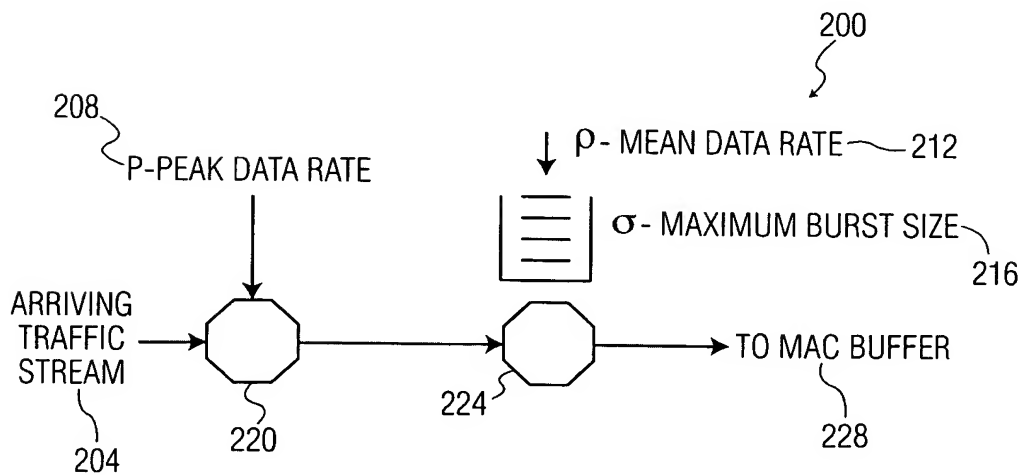 200
208
P-PEAK DATA RATE
ρ - MEAN DATA RATE 212
σ - MAXIMUM BURST SIZE
216
ARRIVING
TRAFFIC
STREAM
204
220
224
TO MAC BUFFER
228